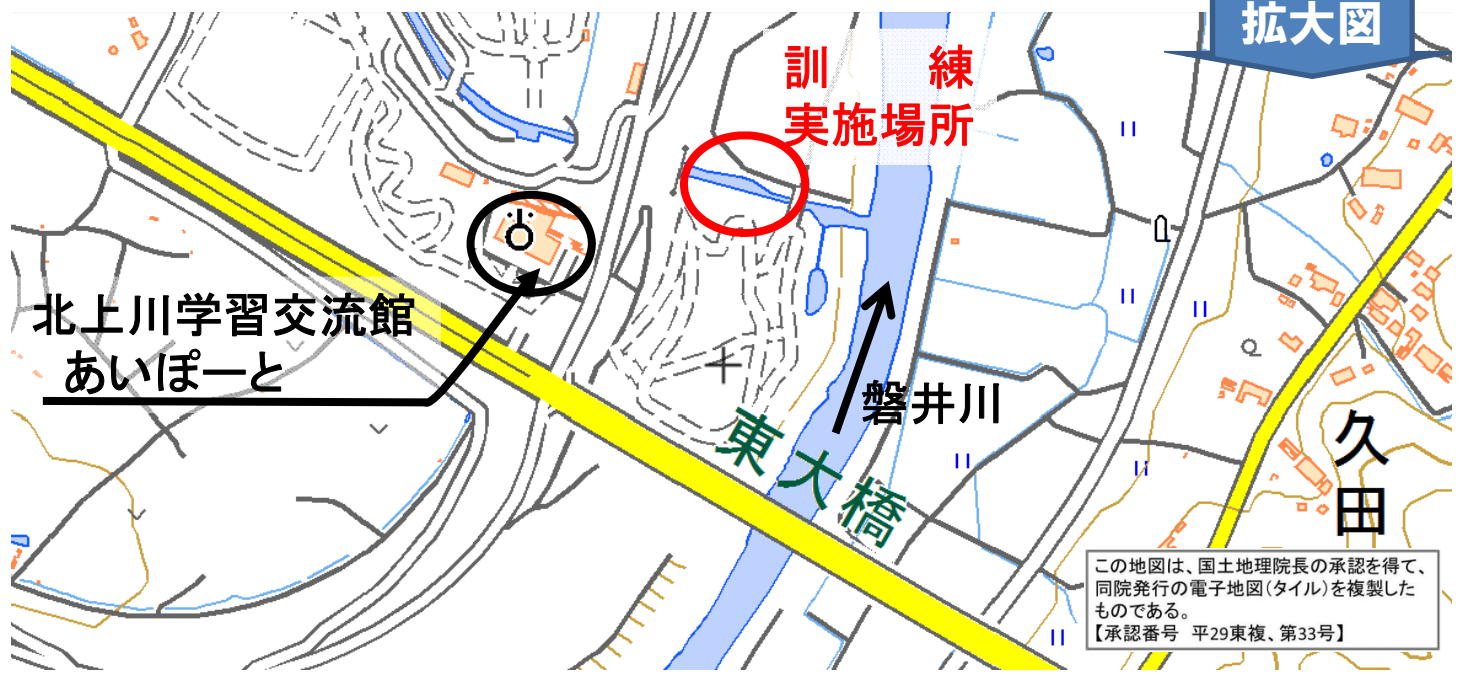 拡大図
訓　練
実施場所
北上川学習交流館
あいぽーと
磐井川
東大橋
久田
この地図は、国土地理院長の承認を得て、
同院発行の電子地図(タイル)を複製した
ものである。
【承認番号　平29東複、第33号】